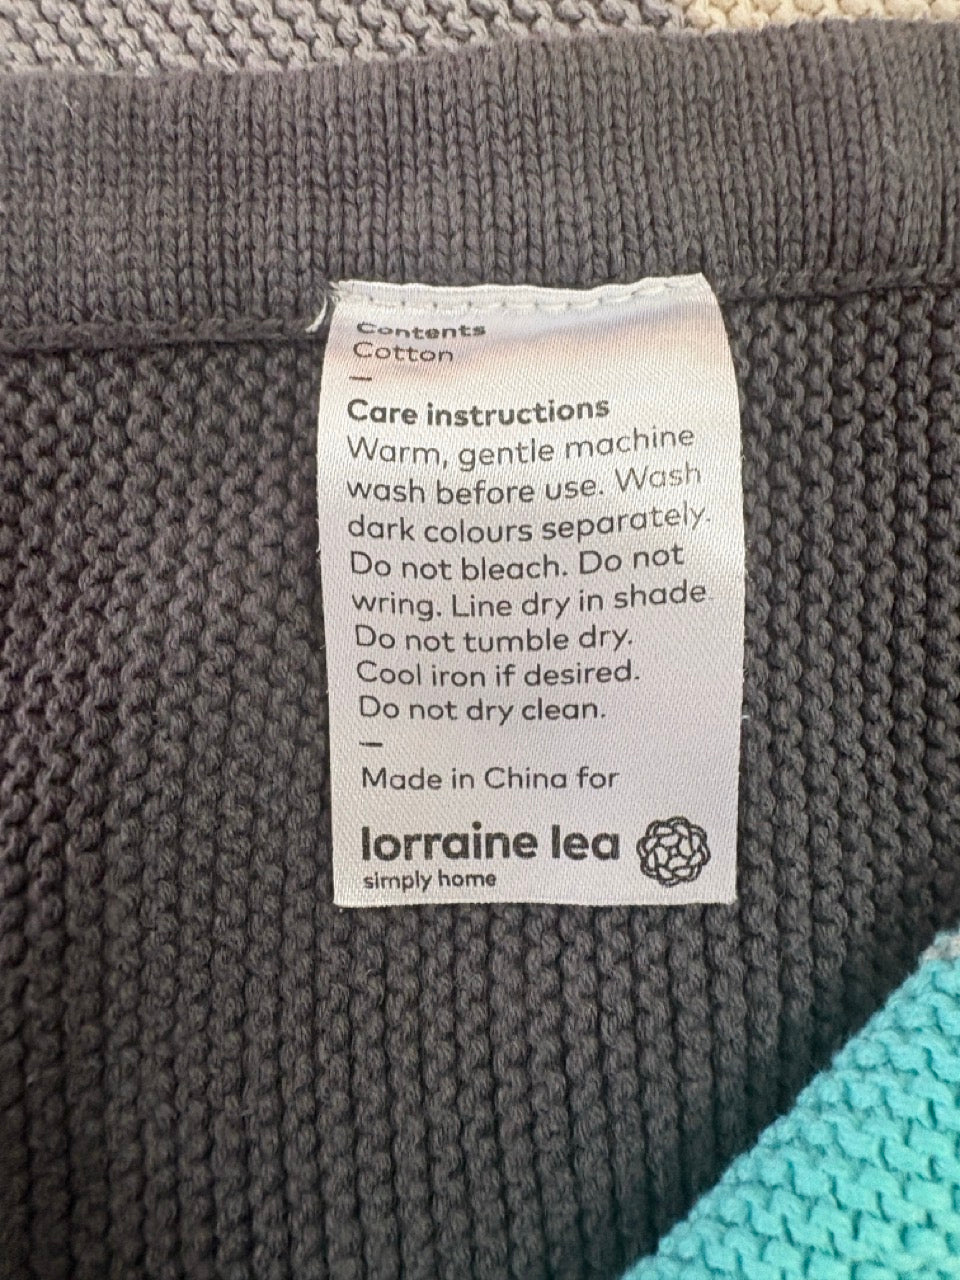 Contents
Cotton
—
Care instructions
Warm, gentle machine
wash before use. Wash
dark colours separately.
Do not bleach. Do not
wring. Line dry in shade.
Do not tumble dry.
Cool iron if desired.
Do not dry clean.
—
Made in China for
lorraine lea
simply home